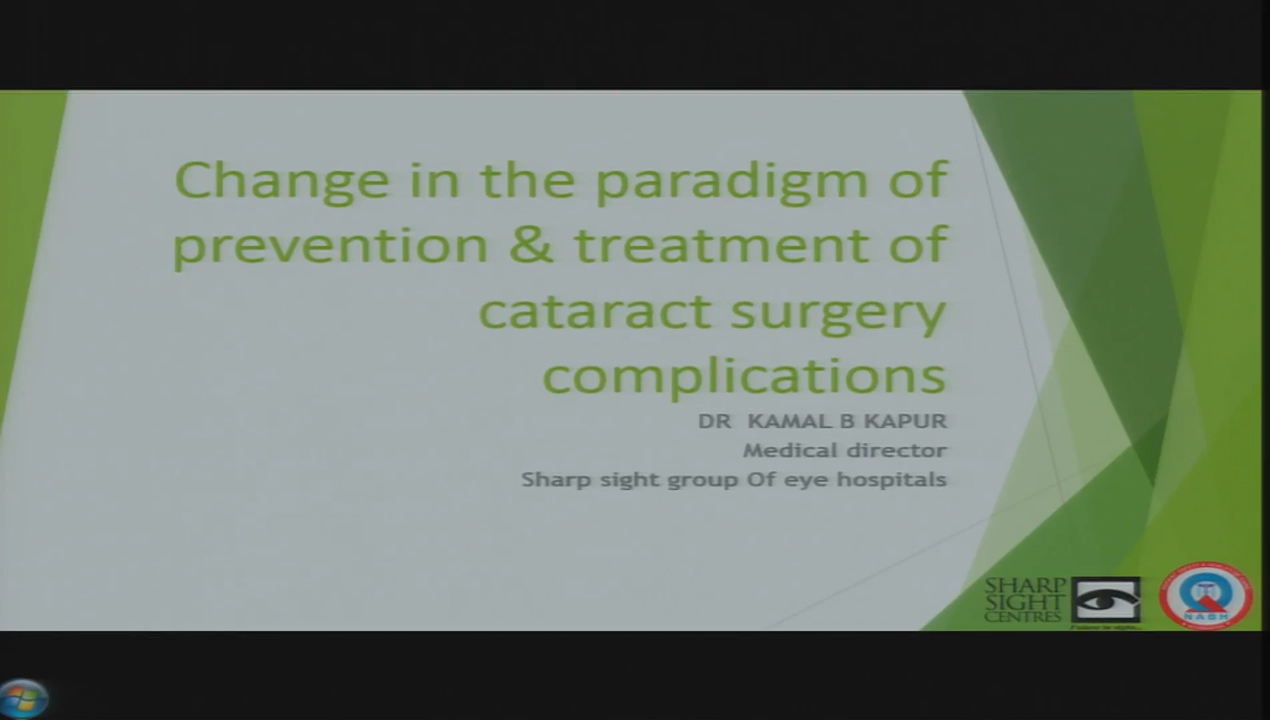 Change in the paradigm of
prevention & treatment of
cataract surgery
complications
DR KAMAL B KAPUR
Medical director
Sharp sight group Of eye hospitals
SHARP
SIGHT
CENTRES
NABH